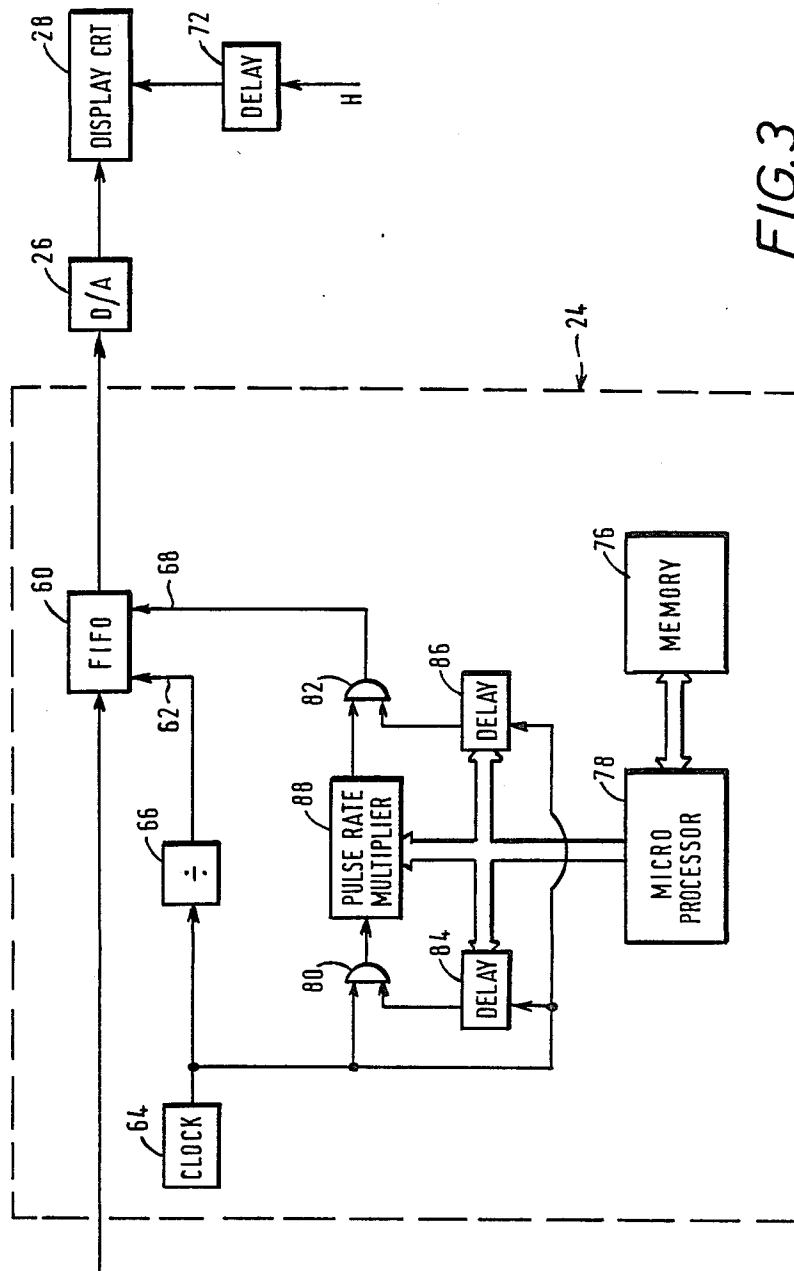 28
DISPLAY CRT
72
DELAY
H
26
D/A
24
60
FIFO
62
68
66
÷
64
CLOCK
80
88
PULSE RATE
MULTIPLIER
82
84
DELAY
86
DELAY
78
MICRO
PROCESSOR
76
MEMORY
FIG.3